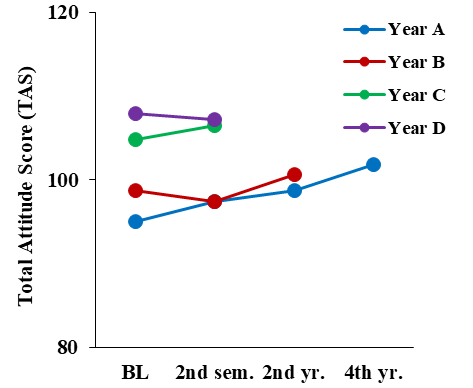 120
100
80
Total Attitude Score (TAS)
BL 2nd sem. 2nd yr. 4th yr.
Year A
Year B
Year C
Year D